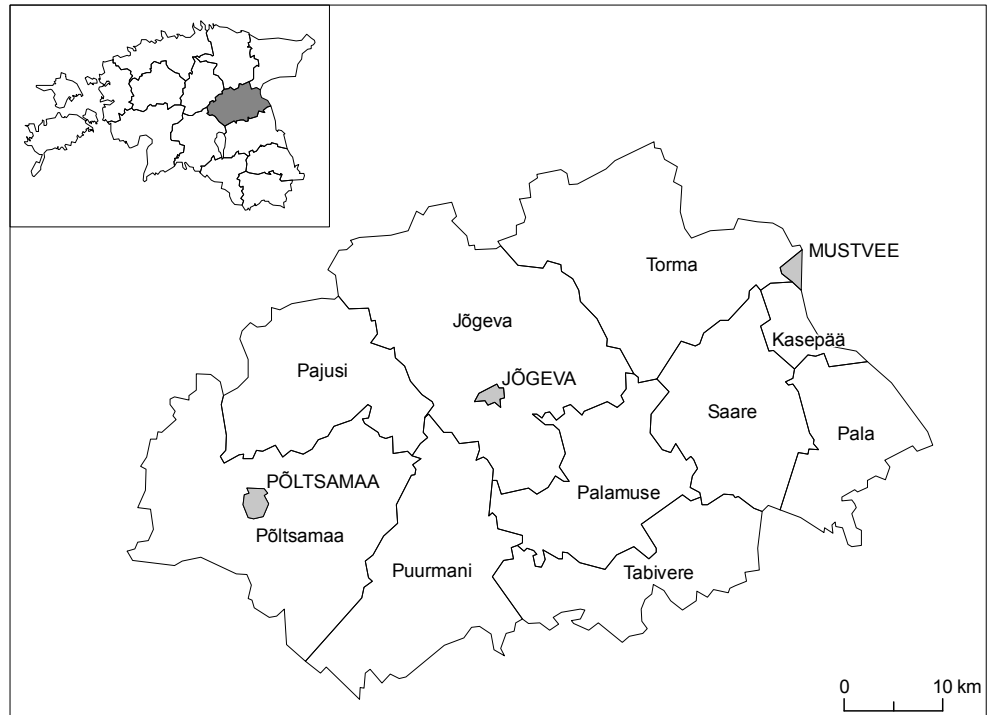 Torma
MUSTVEE
Jõgeva
Kasepää
Pajusi
JÕGEVA
Saare
Pala
PÕLTSAMAA
Palamuse
Põltsamaa
Puurmani
Tabivere
0 10 km